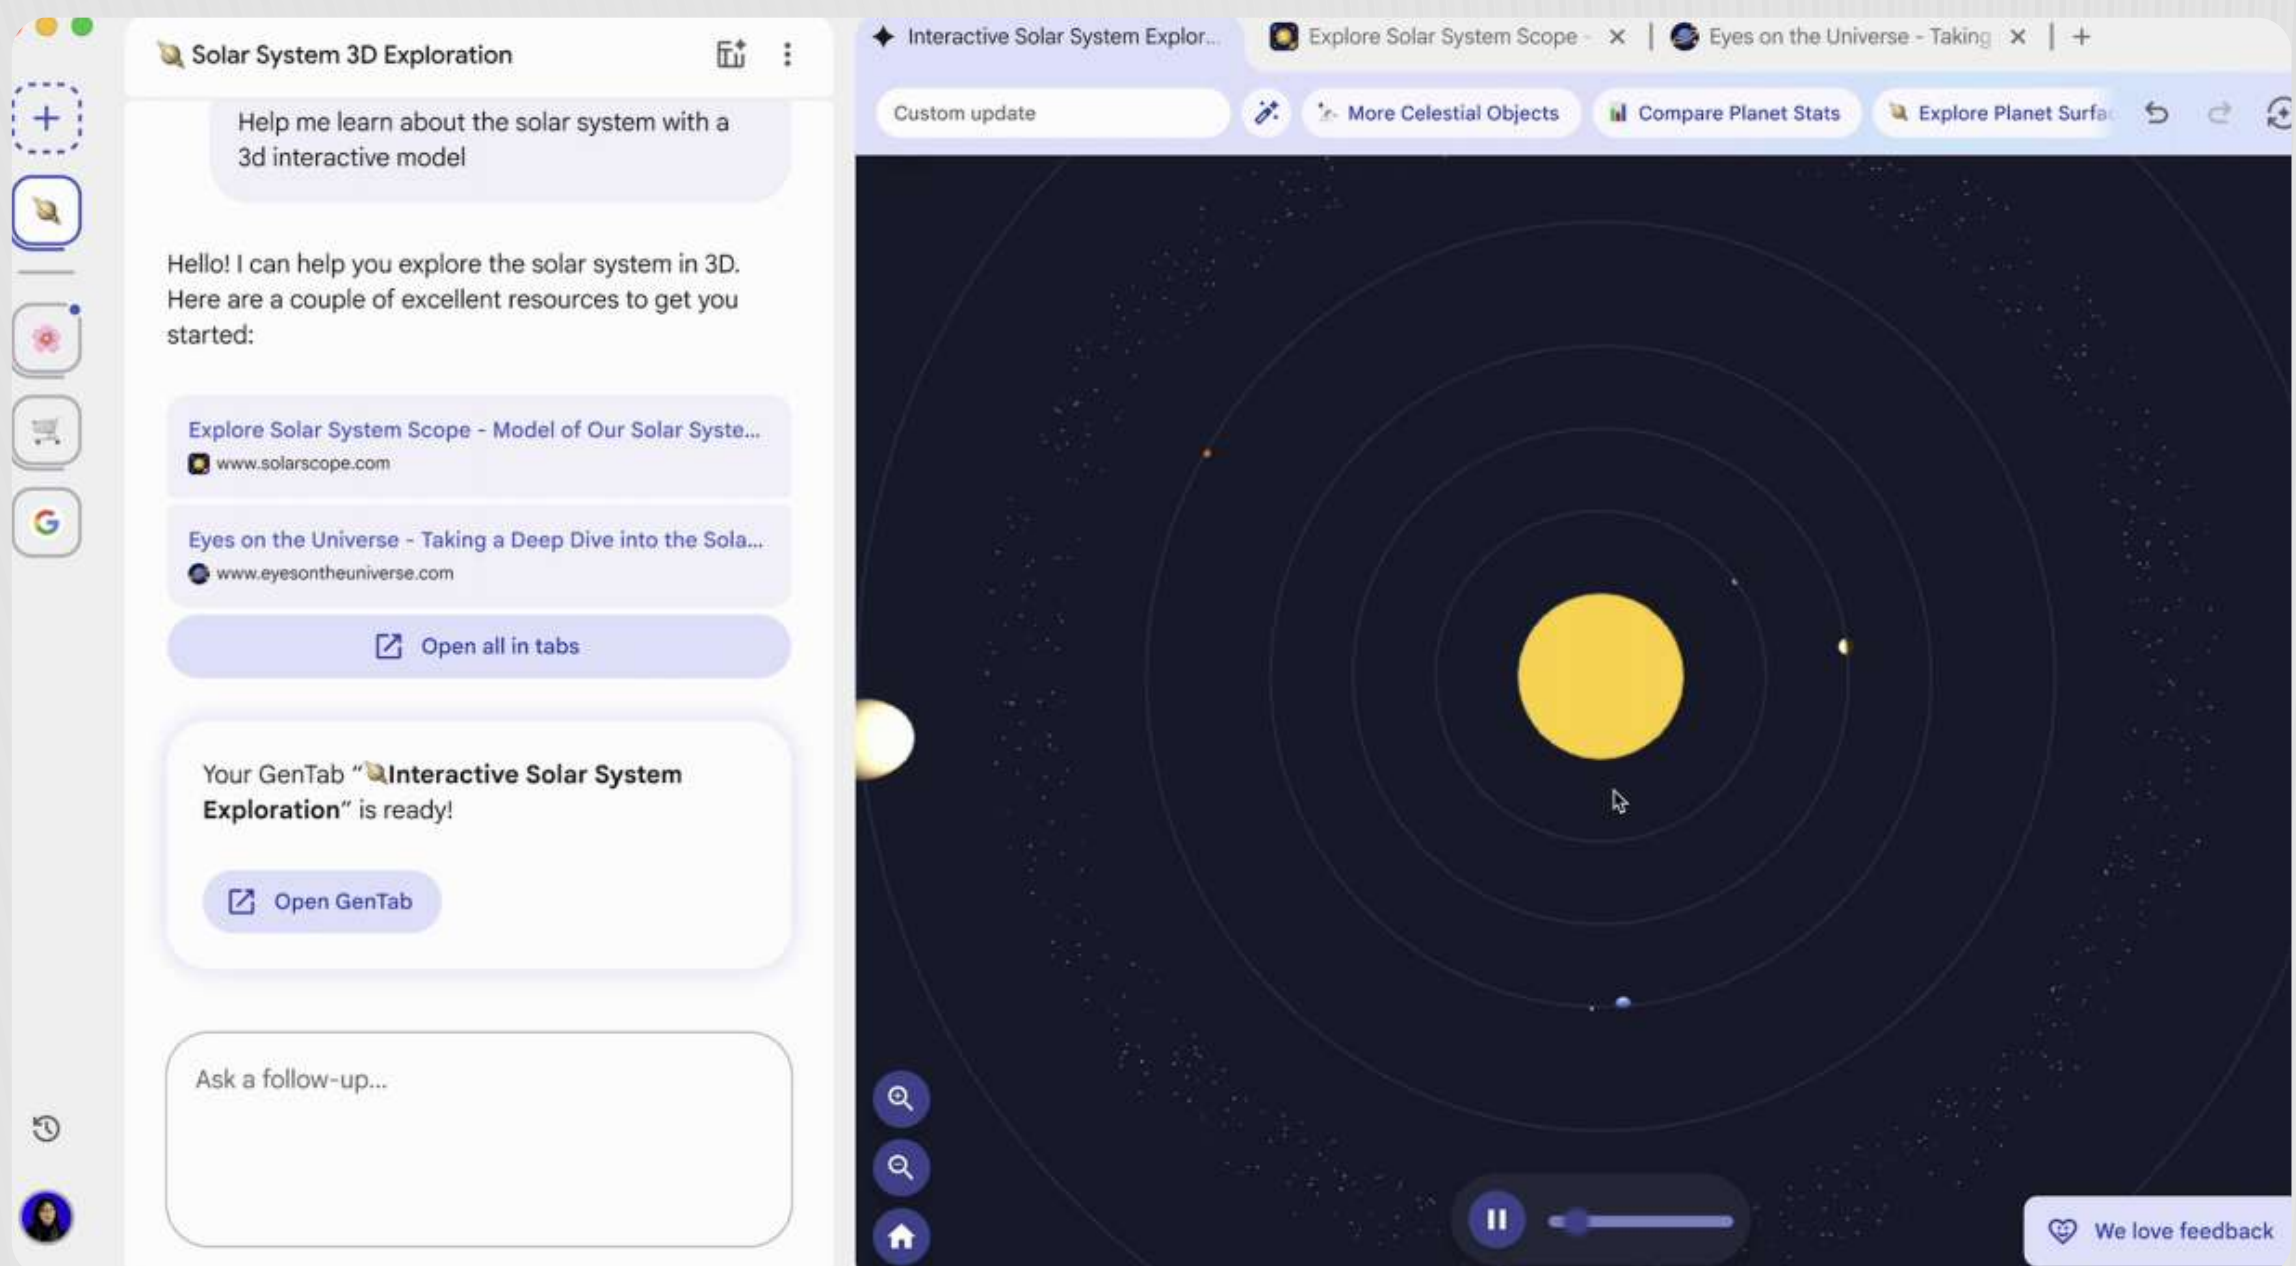 Solar System 3D Exploration
Help me learn about the solar system with a
3d interactive model
Hello! I can help you explore the solar system in 3D.
Here are a couple of excellent resources to get you
started:
Explore Solar System Scope - Model of Our Solar Syste...
www.solarscope.com
Eyes on the Universe - Taking a Deep Dive into the Sola...
www.eyesontheuniverse.com
Open all in tabs
Your GenTab “Interactive Solar System
Exploration” is ready!
Open GenTab
Ask a follow-up...
Interactive Solar System Explor...
Explore Solar System Scope -
Eyes on the Universe - Taking
Custom update
More Celestial Objects
Compare Planet Stats
Explore Planet Surfac
We love feedback